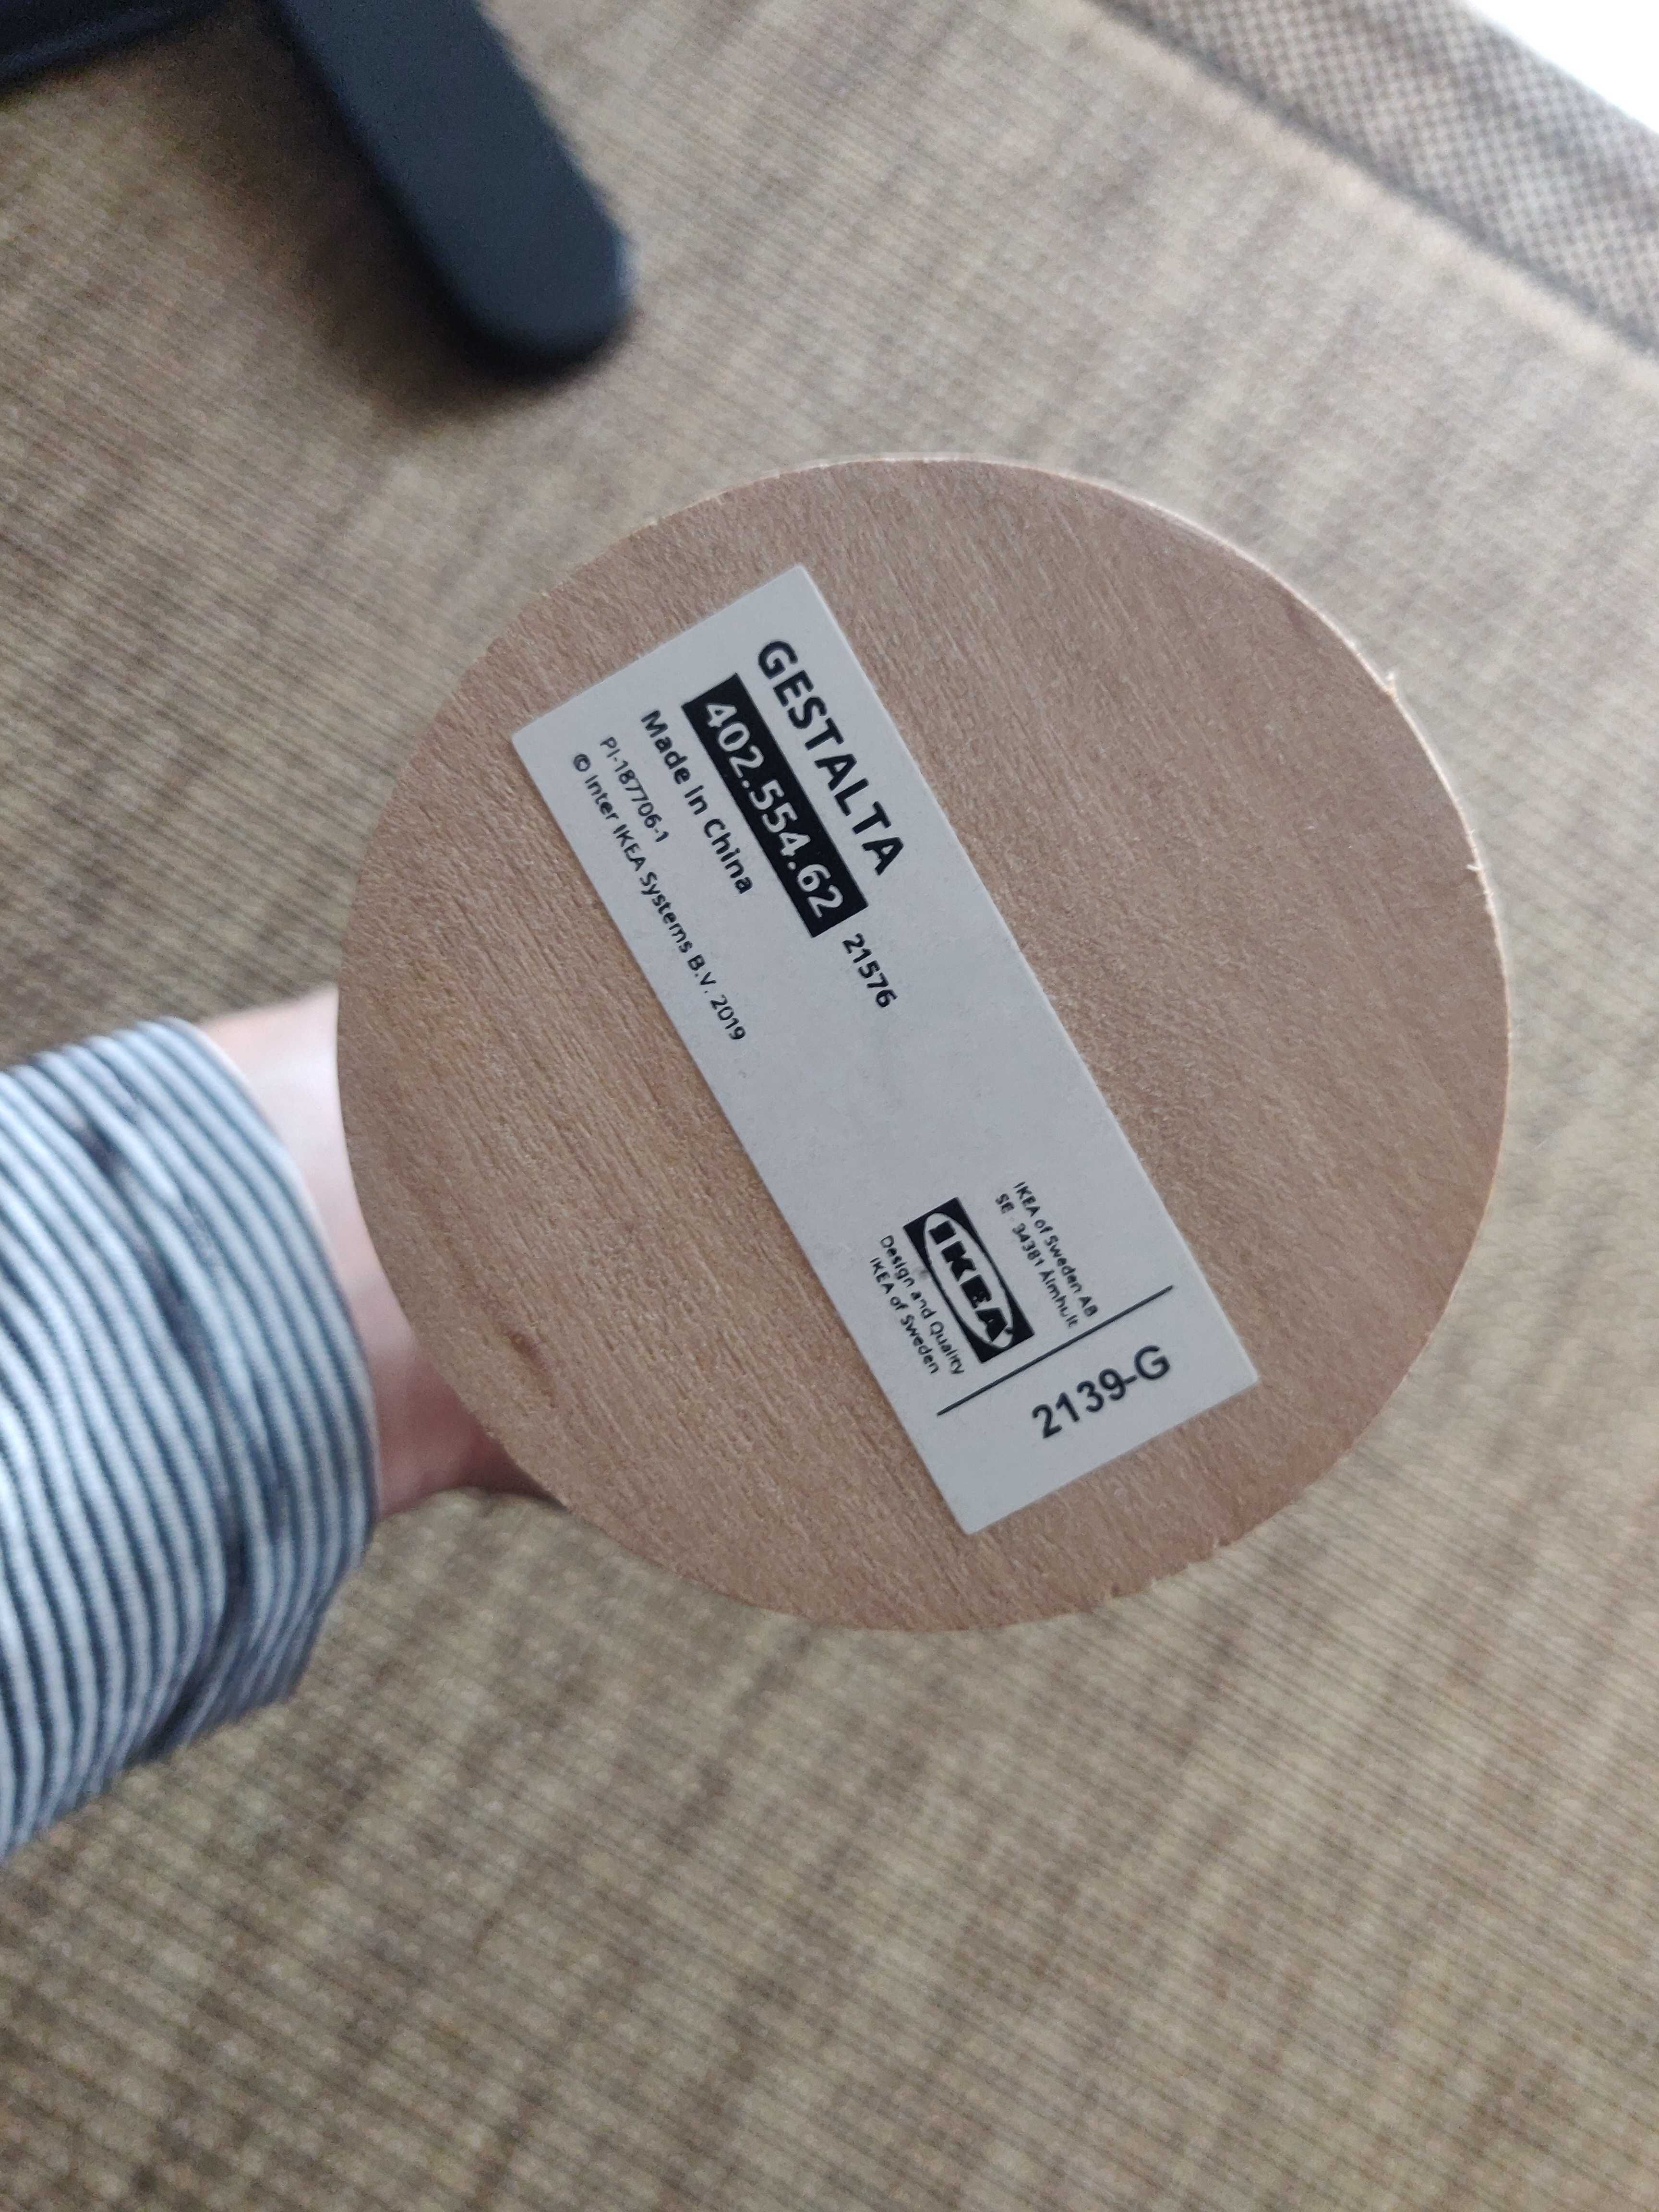 GESTALTA
402.554.62 21576
Made in China
PI-187706-1
© Inter IKEA Systems B.V. 2019
IKEA of Sweden AB
SE - 34381 Älmhult
IKEA
Design and Quality
IKEA of Sweden
2139-G